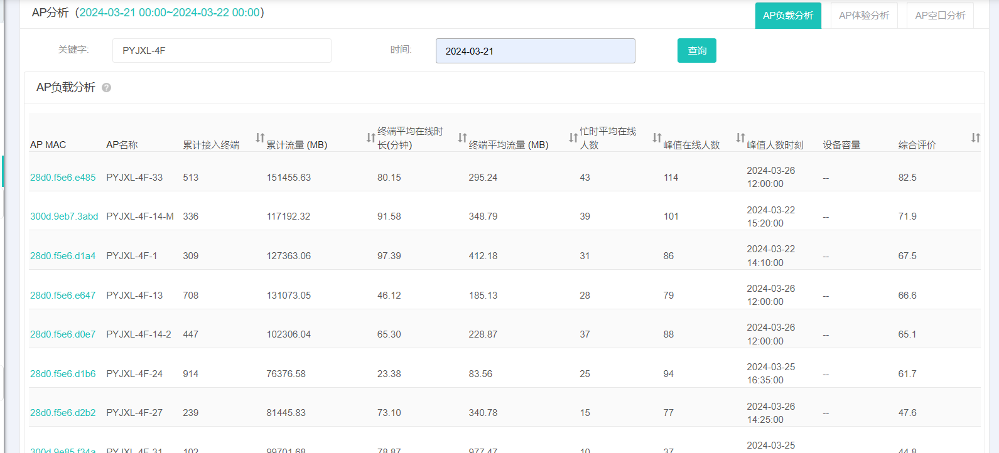 AP分析（2024-03-21 00:00~2024-03-22 00:00）
AP负载分析 AP体验分析 AP空口分析
关键字: PYJXL-4F 时间: 2024-03-21 查询
AP负载分析
AP MAC AP名称 累计接入终端 累计流量 (MB) 终端平均在线时长(分钟) 终端平均流量 (MB) 忙时平均在线人数 峰值在线人数 峰值人数时刻 设备容量 综合评价
28d0.f5e6.e485 PYJXL-4F-33 513 151455.63 80.15 295.24 43 114 2024-03-26 12:00:00 -- 82.5
300d.9eb7.3abd PYJXL-4F-14-M 336 117192.32 91.58 348.79 39 101 2024-03-22 15:20:00 -- 71.9
28d0.f5e6.d1a4 PYJXL-4F-1 309 127363.06 97.39 412.18 31 86 2024-03-22 14:10:00 -- 67.5
28d0.f5e6.e647 PYJXL-4F-13 708 131073.05 46.12 185.13 28 79 2024-03-26 12:00:00 -- 66.6
28d0.f5e6.d0e7 PYJXL-4F-14-2 447 102306.04 65.30 228.87 37 88 2024-03-26 12:00:00 -- 65.1
28d0.f5e6.d1b6 PYJXL-4F-24 914 76376.58 23.38 83.56 25 94 2024-03-25 16:35:00 -- 61.7
28d0.f5e6.d2b2 PYJXL-4F-27 239 81445.83 73.10 340.78 15 77 2024-03-26 14:25:00 -- 47.6
300d.9e85.f34a PYJXL-4F-31 102 99701.68 78.87 977.47 10 37 2024-03-25 44.8